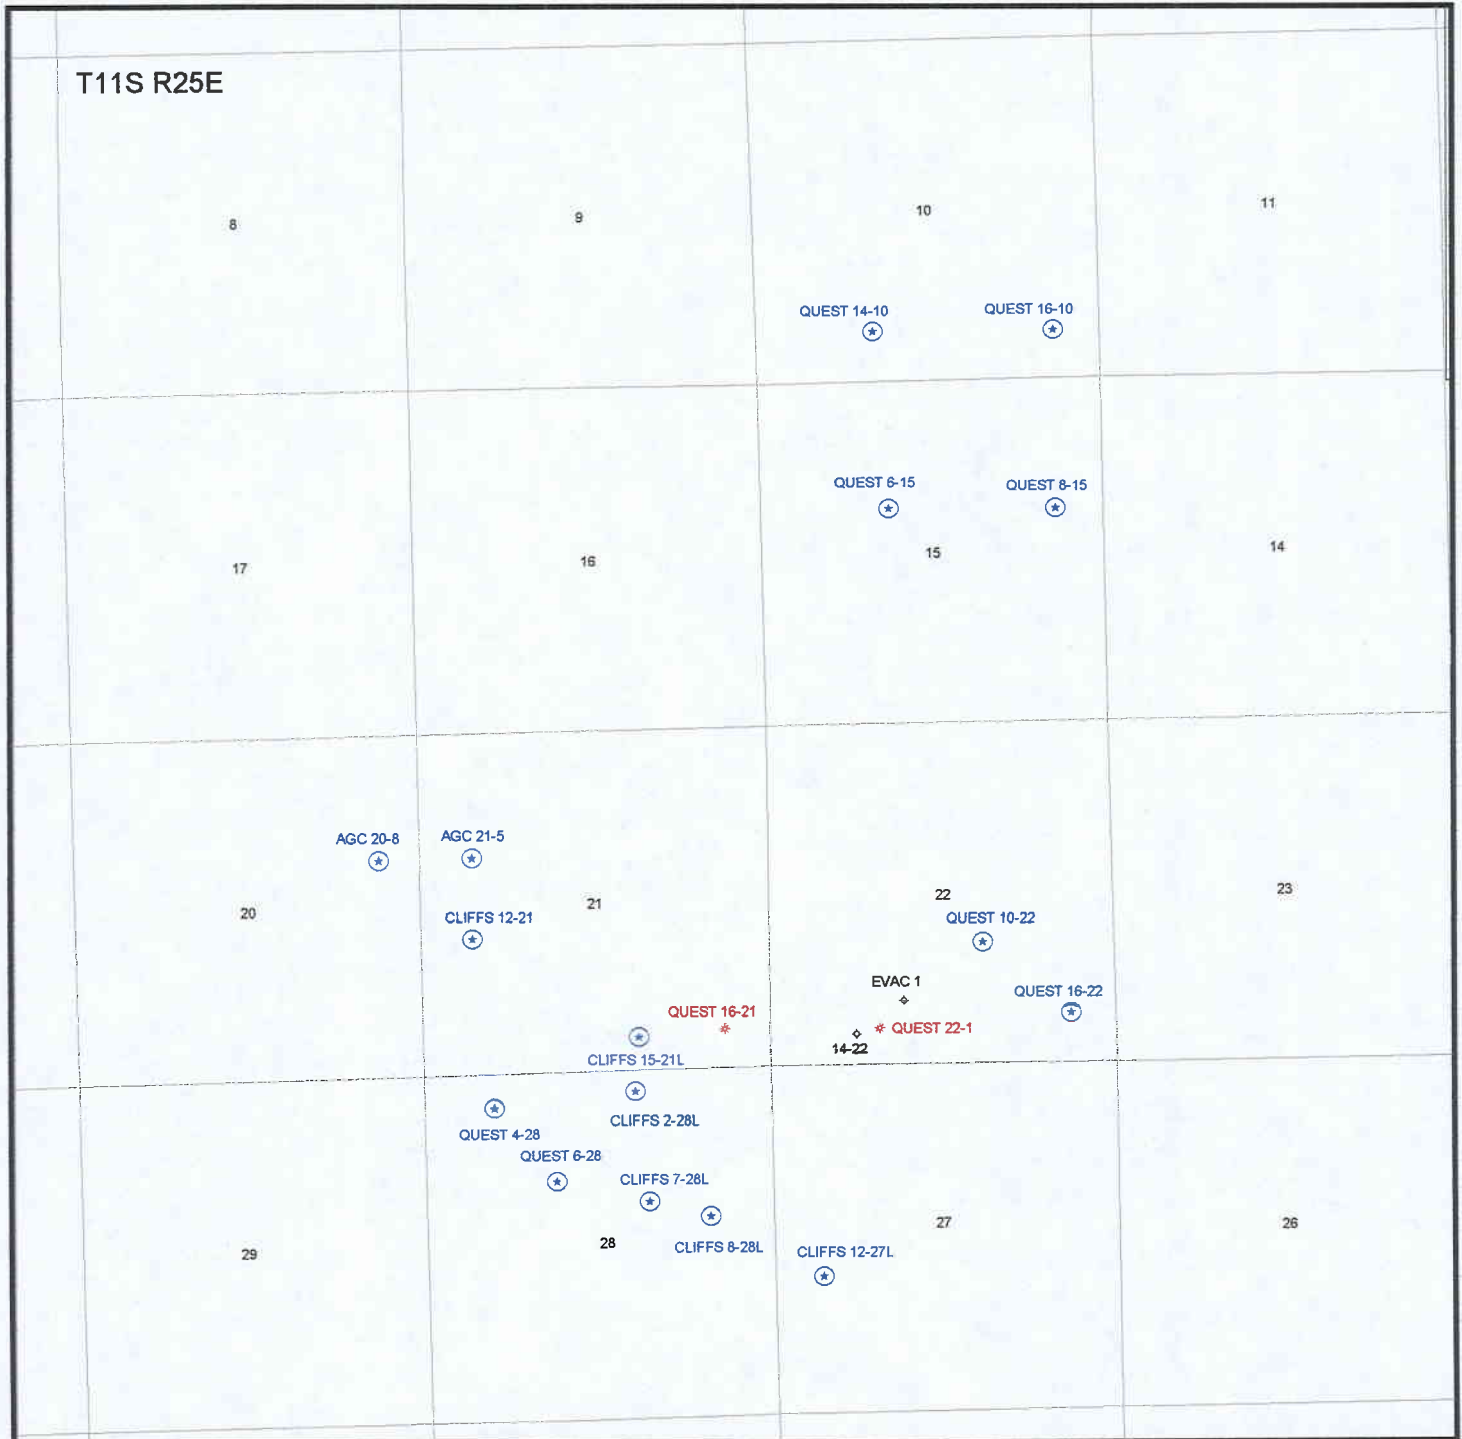 T11S R25E
8
9
10
11
QUEST 14-10
QUEST 16-10
QUEST 6-15
QUEST 8-15
17
16
15
14
AGC 20-8
AGC 21-5
20
21
22
23
CLIFFS 12-21
QUEST 10-22
EVAC 1
QUEST 16-22
QUEST 16-21
QUEST 22-1
14-22
CLIFFS 15-21L
CLIFFS 2-28L
QUEST 4-28
QUEST 6-28
CLIFFS 7-28L
29
28
CLIFFS 8-28L
CLIFFS 12-27L
27
26